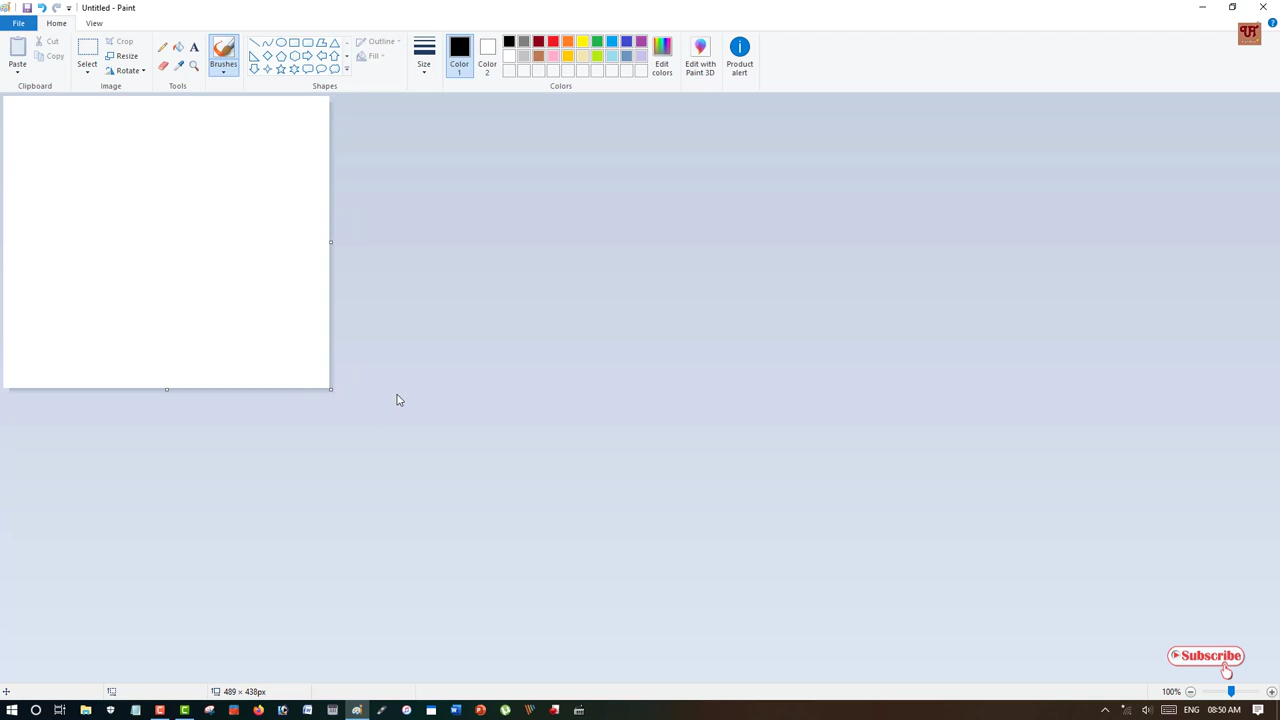 Untitled - Paint
File Home View
Paste
Cut
Copy
Clipboard
Select
Crop
Resize
Rotate
Image
A
Tools
Brushes
Outline
Fill
Shapes
Size
Color 1
Color 2
Edit colors
Colors
Edit with Paint 3D
Product alert
Subscribe
489 × 438px
100%
ENG 08:50 AM